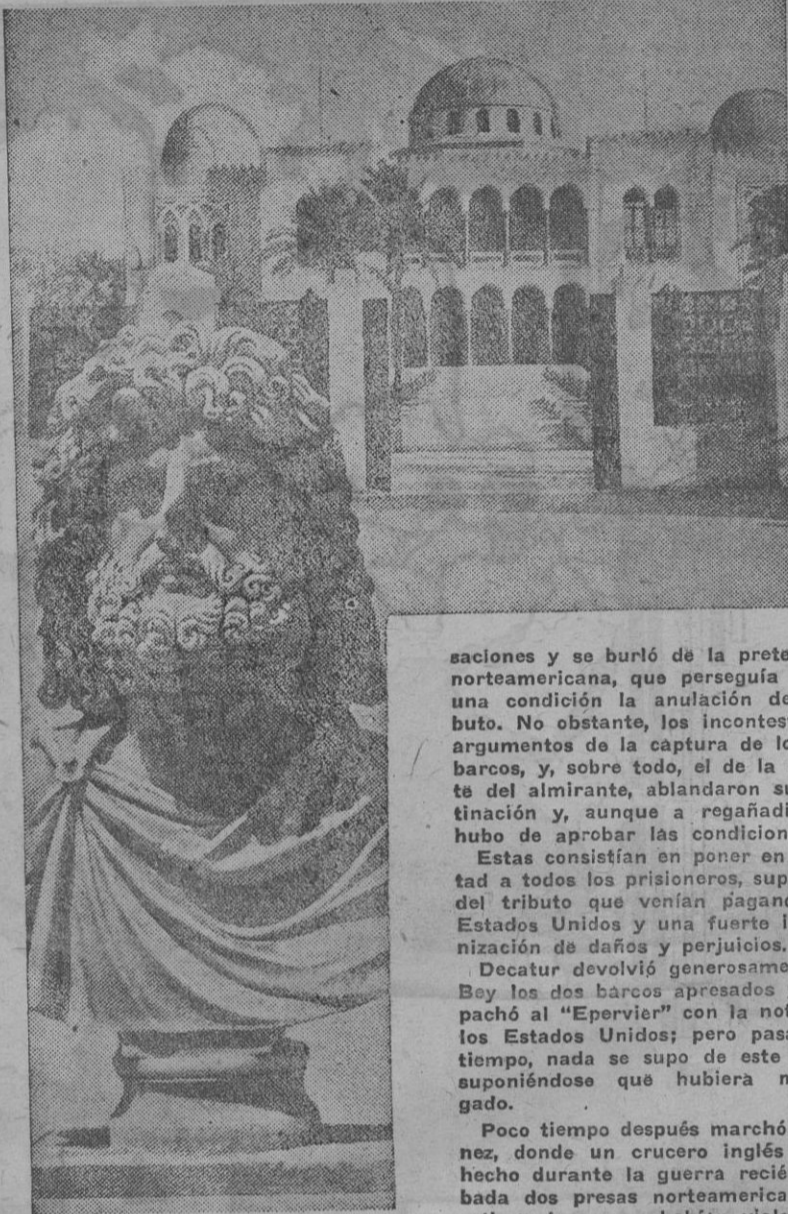 saciones y se burló de la prete
norteamericana, que perseguía
una condición la anulación de
buto. No obstante, los incontes
argumentos de la captura de lo
barcos, y, sobre todo, el de la
te del almirante, ablandaron su
tinación y, aunque a regañadi
hubo de aprobar las condicion
Estas consistían en poner en
tad a todos los prisioneros, sup
del tributo que venían pagand
Estados Unidos y una fuerte i
nización de daños y perjuicios.
Decatur devolvió generosame
Bey los dos barcos apresados
pachó al "Epervier" con la not
los Estados Unidos; pero pasa
tiempo, nada se supo de este
suponiéndose que hubiera n
gado.
Poco tiempo después marchó
nez, donde un crucero inglés
hecho durante la guerra recié
bada dos presas norteamerica